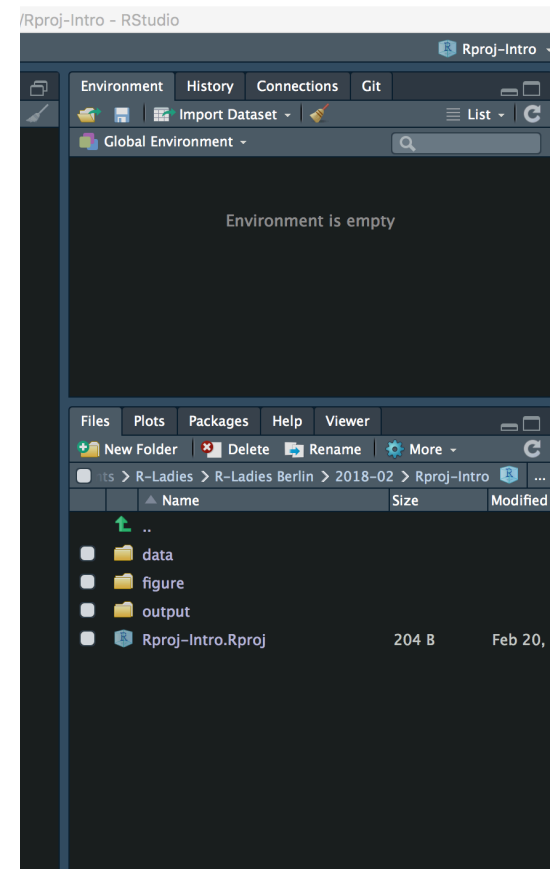 /Rproj-Intro - RStudio
Rproj-Intro
Environment History Connections Git
Import Dataset List
Global Environment
Environment is empty
Files Plots Packages Help Viewer
New Folder Delete Rename More
ts > R-Ladies > R-Ladies Berlin > 2018-02 > Rproj-Intro R ...
Name Size Modified
..
data
figure
output
Rproj-Intro.Rproj 204 B Feb 20,